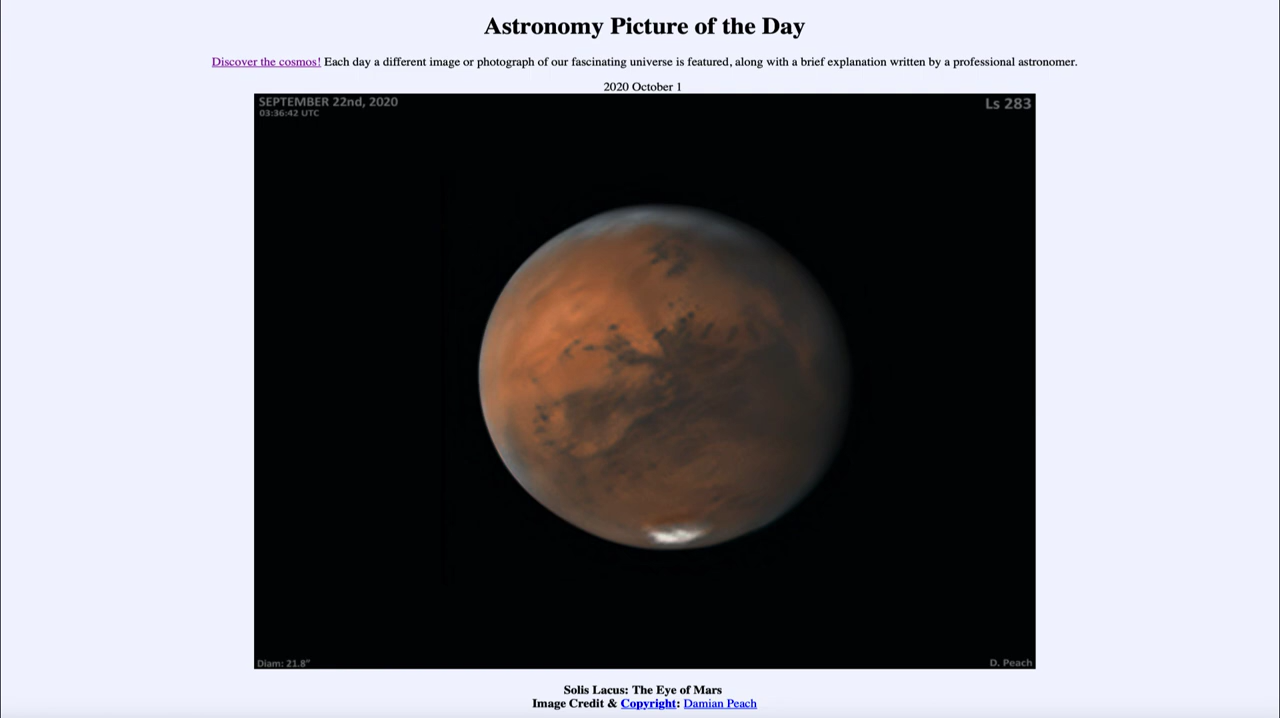 Astronomy Picture of the Day
Discover the cosmos! Each day a different image or photograph of our fascinating universe is featured, along with a brief explanation written by a professional astronomer.
2020 October 1
SEPTEMBER 22nd, 2020
03:36:42 UTC
Ls 283
Diam: 21.8"
D. Peach
Solis Lacus: The Eye of Mars
Image Credit & Copyright: Damian Peach